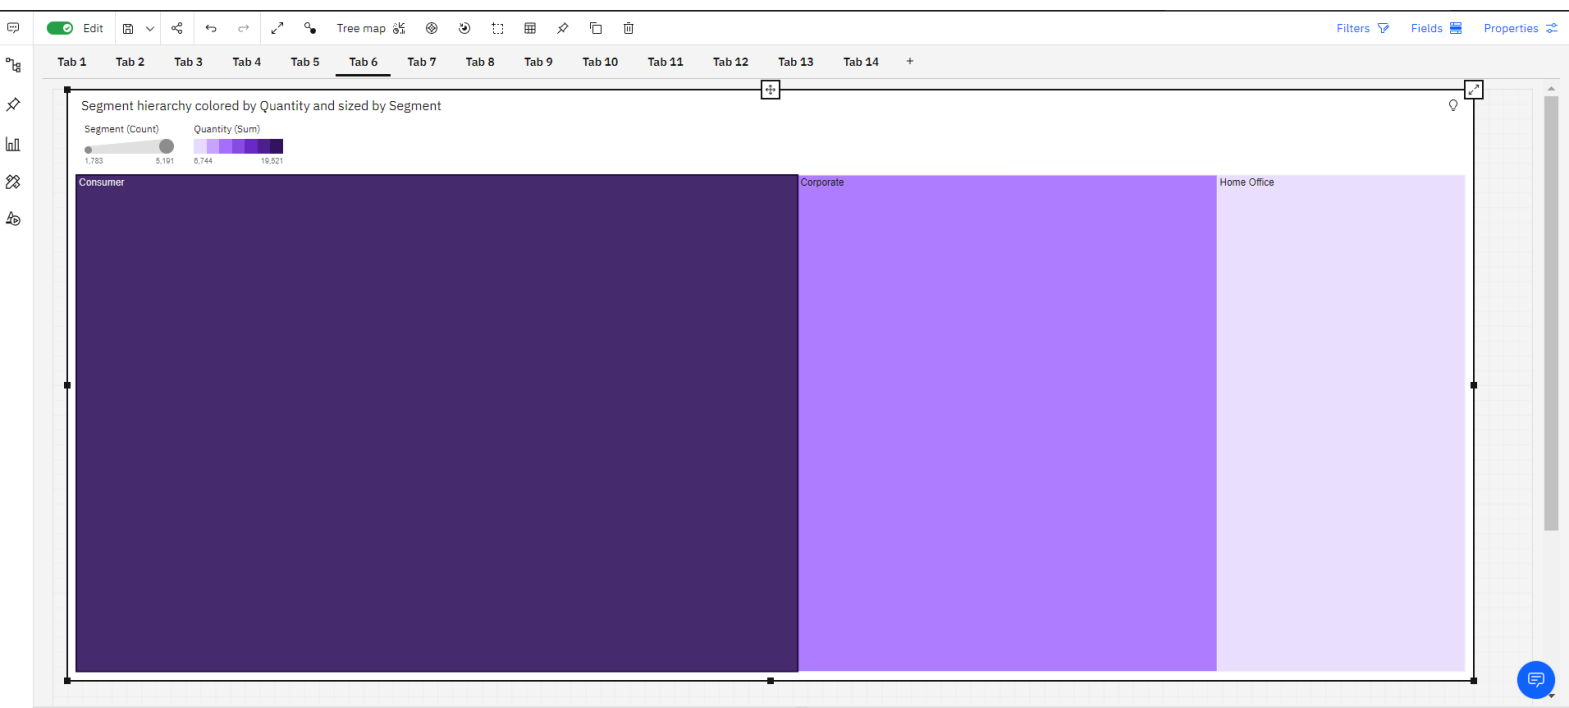 Edit
Tree map
Filters
Fields
Properties
Tab 1 Tab 2 Tab 3 Tab 4 Tab 5 Tab 6 Tab 7 Tab 8 Tab 9 Tab 10 Tab 11 Tab 12 Tab 13 Tab 14 +
Segment hierarchy colored by Quantity and sized by Segment
Segment (Count) Quantity (Sum)
1,783 5,191 6,744 19,521
Consumer
Corporate
Home Office